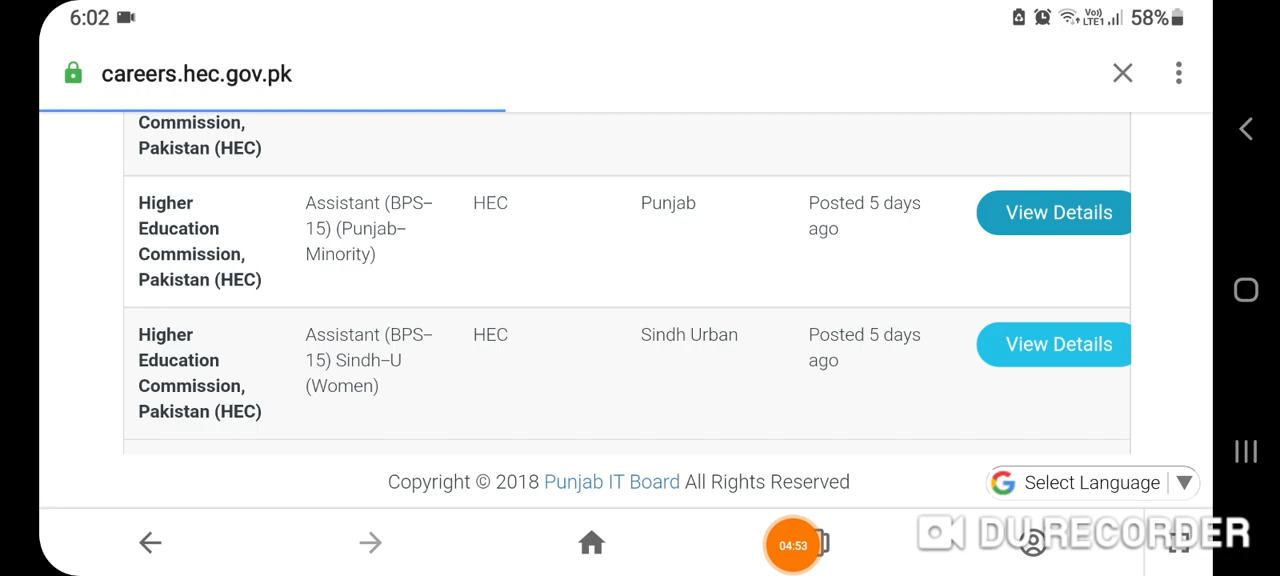 6:02 Vo) LTE1 58%
careers.hec.gov.pk
Commission,
Pakistan (HEC)
Higher Education Commission, Pakistan (HEC) Assistant (BPS–15) (Punjab–Minority) HEC Punjab Posted 5 days ago View Details
Higher Education Commission, Pakistan (HEC) Assistant (BPS–15) Sindh–U (Women) HEC Sindh Urban Posted 5 days ago View Details
Copyright © 2018 Punjab IT Board All Rights Reserved
G Select Language
04:53
DU RECORDER